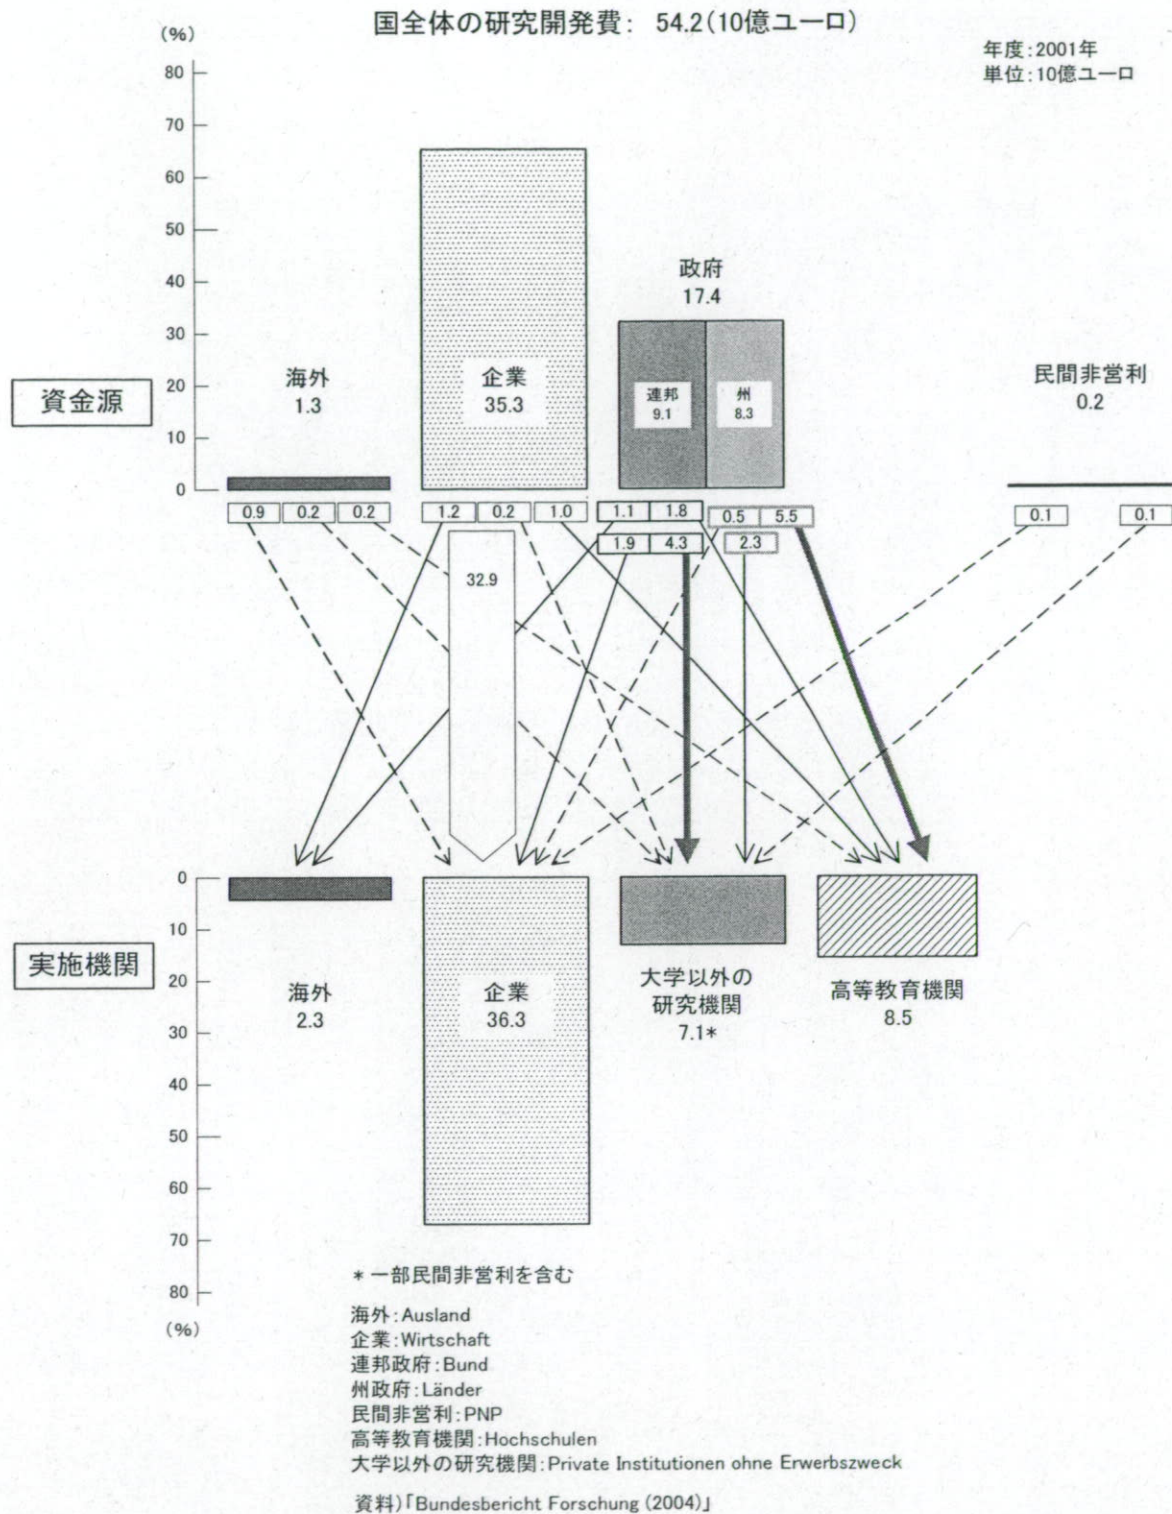 国全体の研究開発費： 54.2(10億ユーロ)
(%)
年度：2001年
単位：10億ユーロ
80
70
60
50
40
30
20
10
0
資金源
海外
1.3
企業
35.3
政府
17.4
連邦
9.1
州
8.3
民間非営利
0.2
0.9 0.2 0.2 1.2 0.2 1.0 1.1 1.8 0.5 5.5 0.1 0.1
1.9 4.3 2.3
32.9
0
10
20
30
40
50
60
70
80
(%)
実施機関
海外
2.3
企業
36.3
大学以外の
研究機関
7.1*
高等教育機関
8.5
* 一部民間非営利を含む
海外：Ausland
企業：Wirtschaft
連邦政府：Bund
州政府：Länder
民間非営利：PNP
高等教育機関：Hochschulen
大学以外の研究機関：Private Institutionen ohne Erwerbszweck
資料)「Bundesbericht Forschung (2004)」